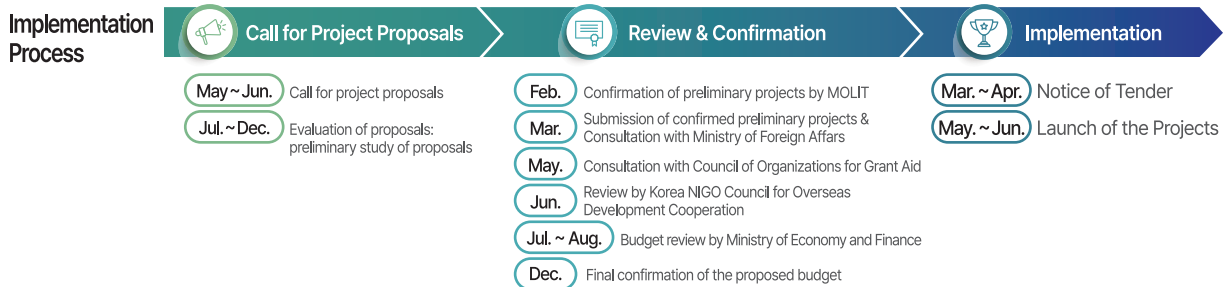 Implementation
Process
Call for Project Proposals
May ~ Jun. Call for project proposals
Jul. ~ Dec. Evaluation of proposals:
preliminary study of proposals
Review & Confirmation
Feb. Confirmation of preliminary projects by MOLIT
Mar. Submission of confirmed preliminary projects &
Consultation with Ministry of Foreign Affars
May. Consultation with Council of Organizations for Grant Aid
Jun. Review by Korea NIGO Council for Overseas
Development Cooperation
Jul. ~ Aug. Budget review by Ministry of Economy and Finance
Dec. Final confirmation of the proposed budget
Implementation
Mar. ~ Apr. Notice of Tender
May. ~ Jun. Launch of the Projects